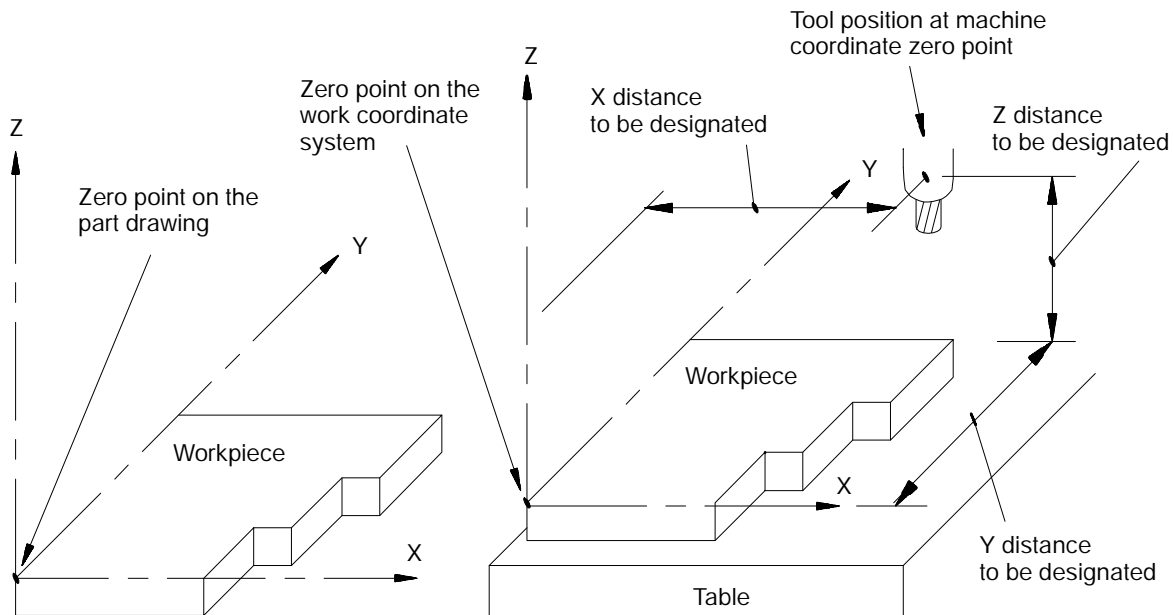 Z
Zero point on the
part drawing
Y
Workpiece
X
Z
Zero point on the
work coordinate
system
X distance
to be designated
Tool position at machine
coordinate zero point
Z distance
to be designated
Y
Workpiece
X
Y distance
to be designated
Table